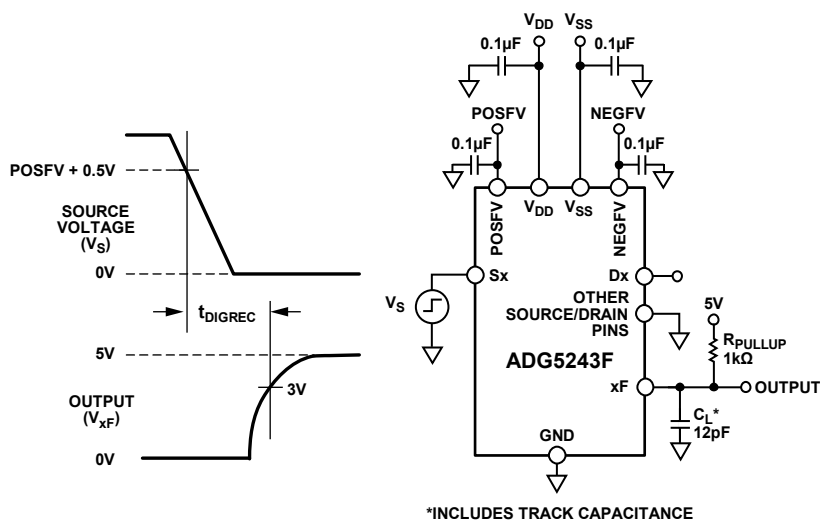 POSFV + 0.5V
SOURCE
VOLTAGE
(VS)
0V
tDIGREC
5V
OUTPUT
(VxF)
0V
3V
VDD
VSS
0.1µF
0.1µF
POSFV
NEGFV
0.1µF
0.1µF
POSFV
VDD
VSS
NEGFV
Sx
VS
Dx
OTHER
SOURCE/DRAIN
PINS
ADG5243F
5V
RPULLUP
1kΩ
xF
OUTPUT
CL*
12pF
GND
*INCLUDES TRACK CAPACITANCE